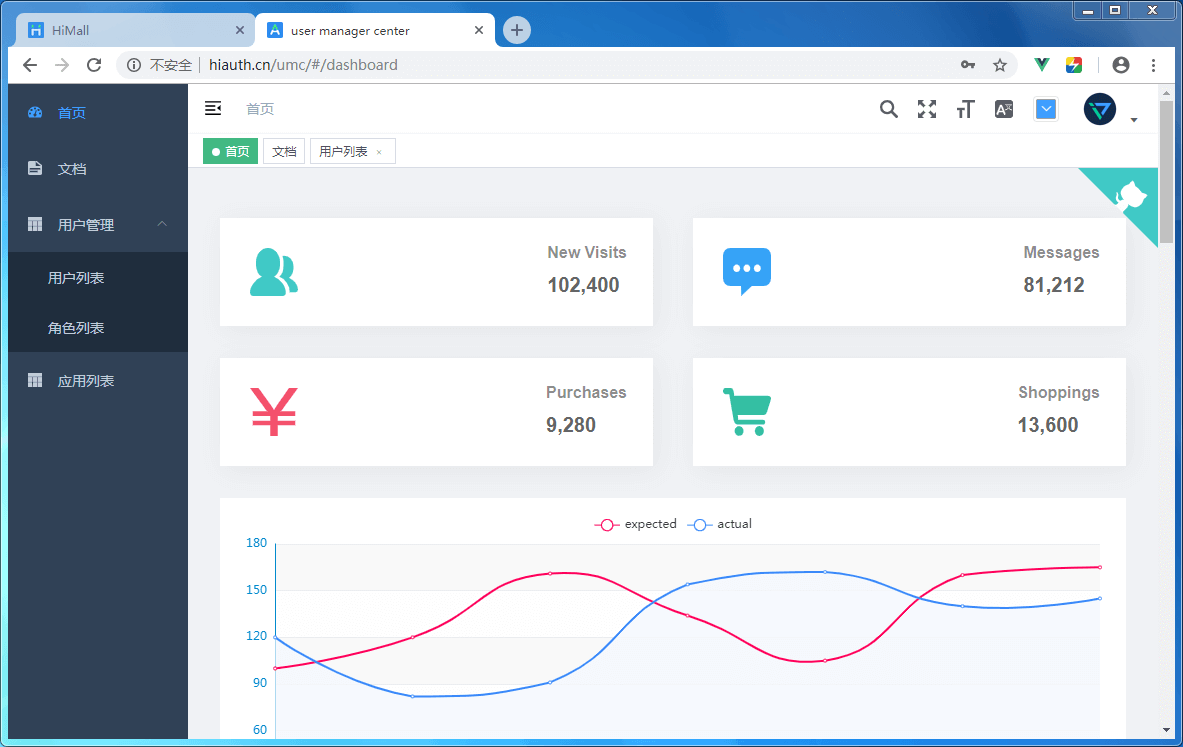 HiMall
user manager center
不安全
hiauth.cn/umc/#/dashboard
首页
文档
用户管理
用户列表
角色列表
应用列表
首页
首页
文档
用户列表
New Visits
102,400
Messages
81,212
Purchases
9,280
Shoppings
13,600
expected
actual
180
150
120
90
60